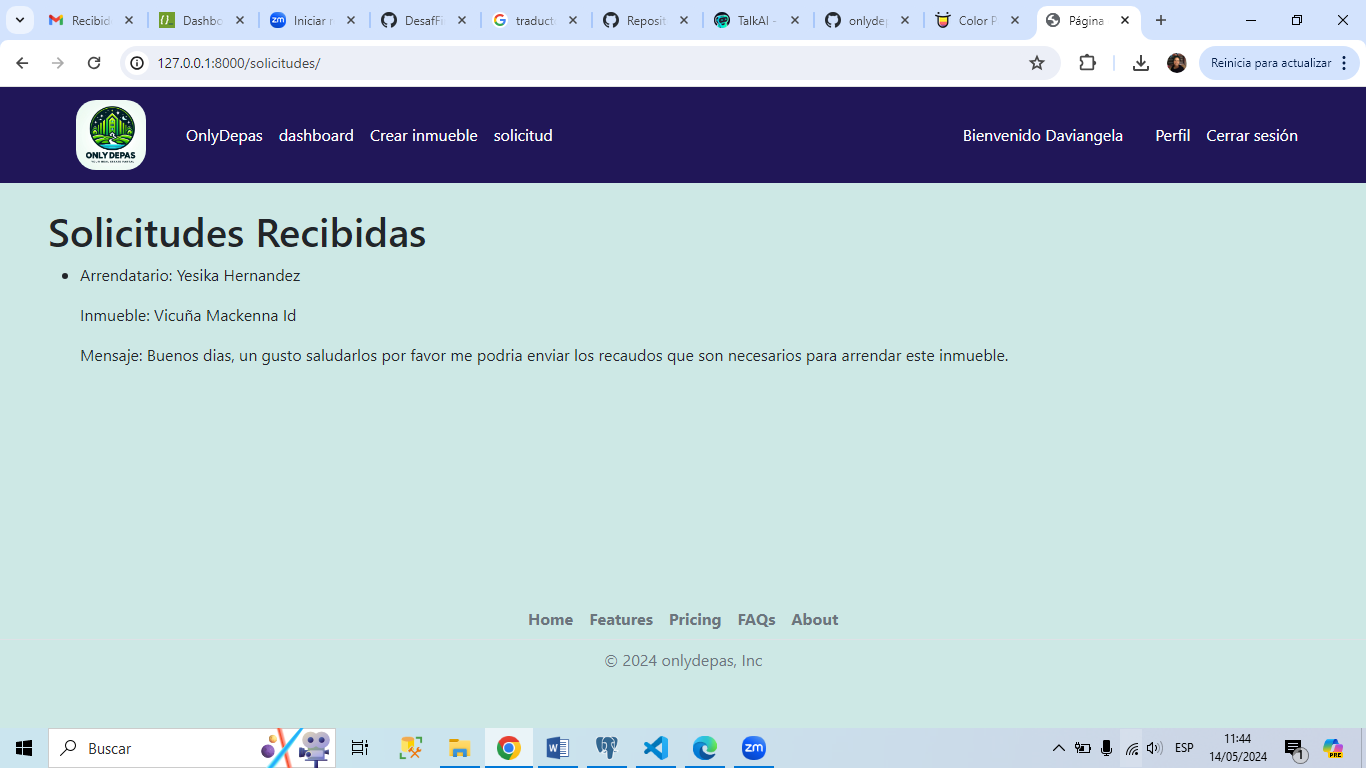 Recibid
Dashbo
Iniciar r
DesafFi
traduct
Reposit
TalkAI -
onlydep
Color P
Página
127.0.0.1:8000/solicitudes/
Reinicia para actualizar
ONLY DEPAS
OnlyDepas dashboard Crear inmueble solicitud Bienvenido Daviangela Perfil Cerrar sesión
Solicitudes Recibidas
• Arrendatario: Yesika Hernandez
Inmueble: Vicuña Mackenna Id
Mensaje: Buenos dias, un gusto saludarlos por favor me podria enviar los recaudos que son necesarios para arrendar este inmueble.
Home Features Pricing FAQs About
© 2024 onlydepas, Inc
Buscar
ESP
11:44
14/05/2024
1
PRE